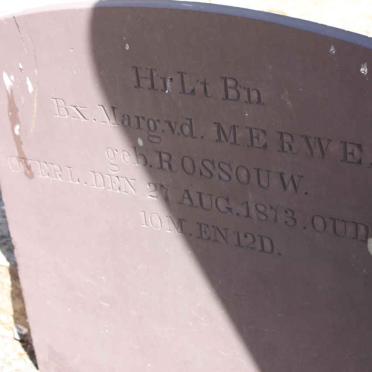 Hr Lt Bn
Bx. Marg. v.d. MERWE,
geb. ROSSOUW.
OVERL. DEN 27 AUG. 1873. OUD
10 M. EN 12 D.